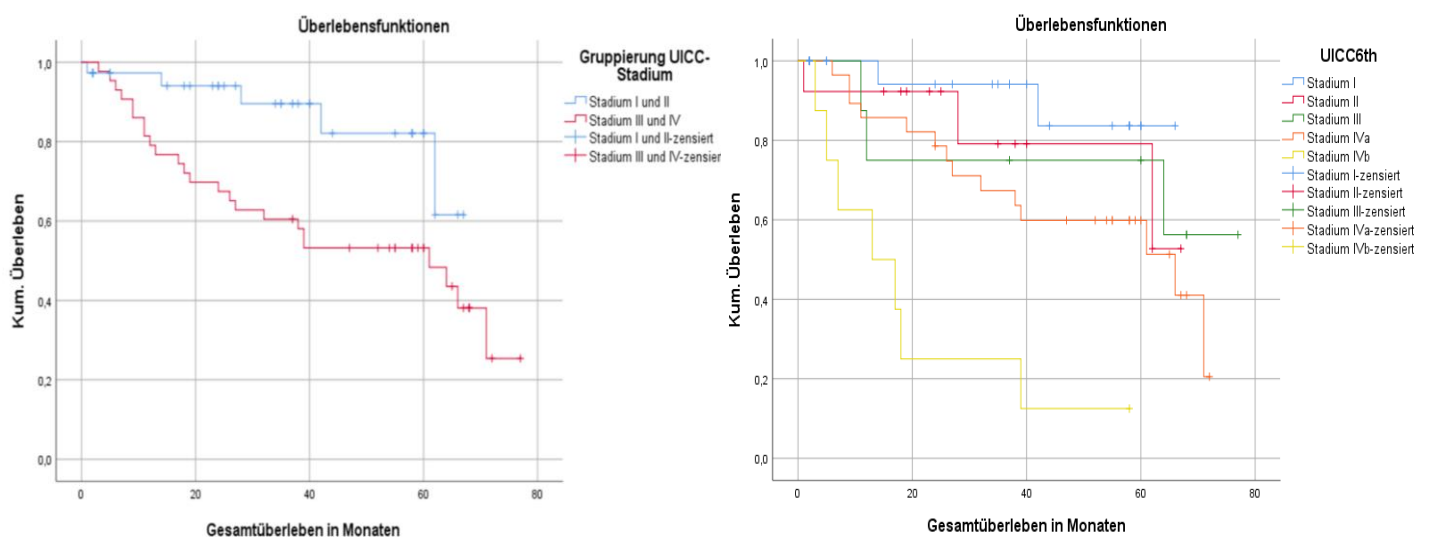 Überlebensfunktionen
Kum. Überleben
1,0
0,8
0,6
0,4
0,2
0,0
0 20 40 60 80
Gesamtüberleben in Monaten
Gruppierung UICC-
Stadium
Stadium I und II
Stadium III und IV
Stadium I und II-zensiert
Stadium III und IV-zensier
Überlebensfunktionen
Kum. Überleben
1,0
0,8
0,6
0,4
0,2
0,0
0 20 40 60 80
Gesamtüberleben in Monaten
UICC6th
Stadium I
Stadium II
Stadium III
Stadium IVa
Stadium IVb
Stadium I-zensiert
Stadium II-zensiert
Stadium III-zensiert
Stadium IVa-zensiert
Stadium IVb-zensiert